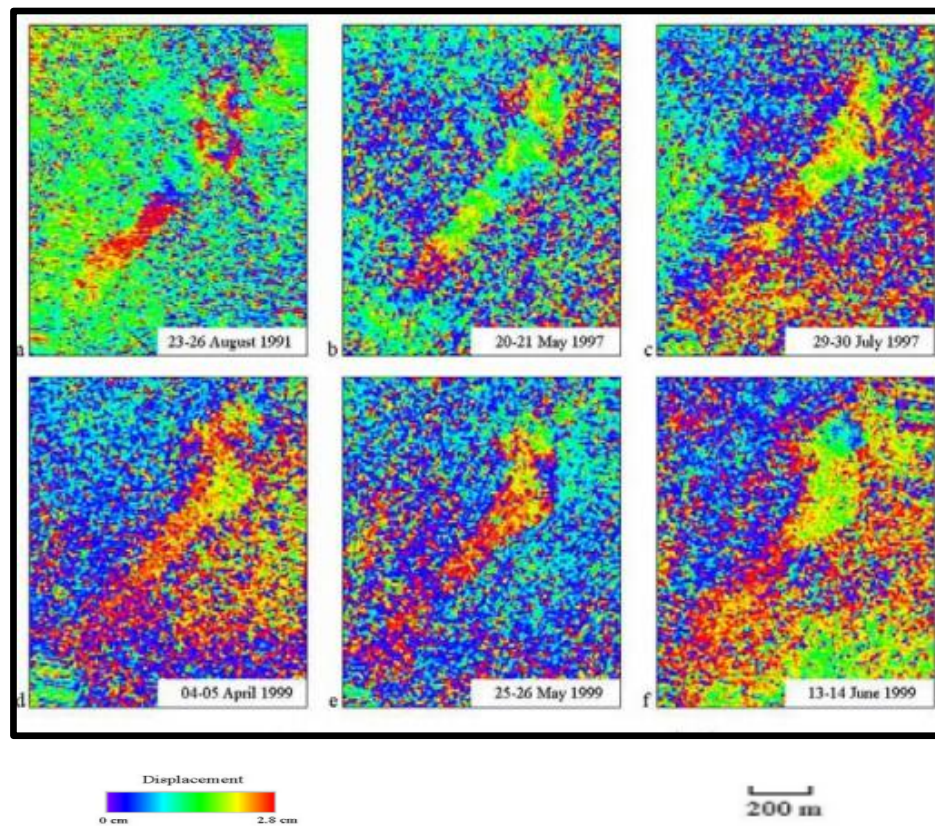 a
23-26 August 1991
b
20-21 May 1997
c
29-30 July 1997
d
04-05 April 1999
e
25-26 May 1999
f
13-14 June 1999
Displacement
0 cm
2.8 cm
200 m